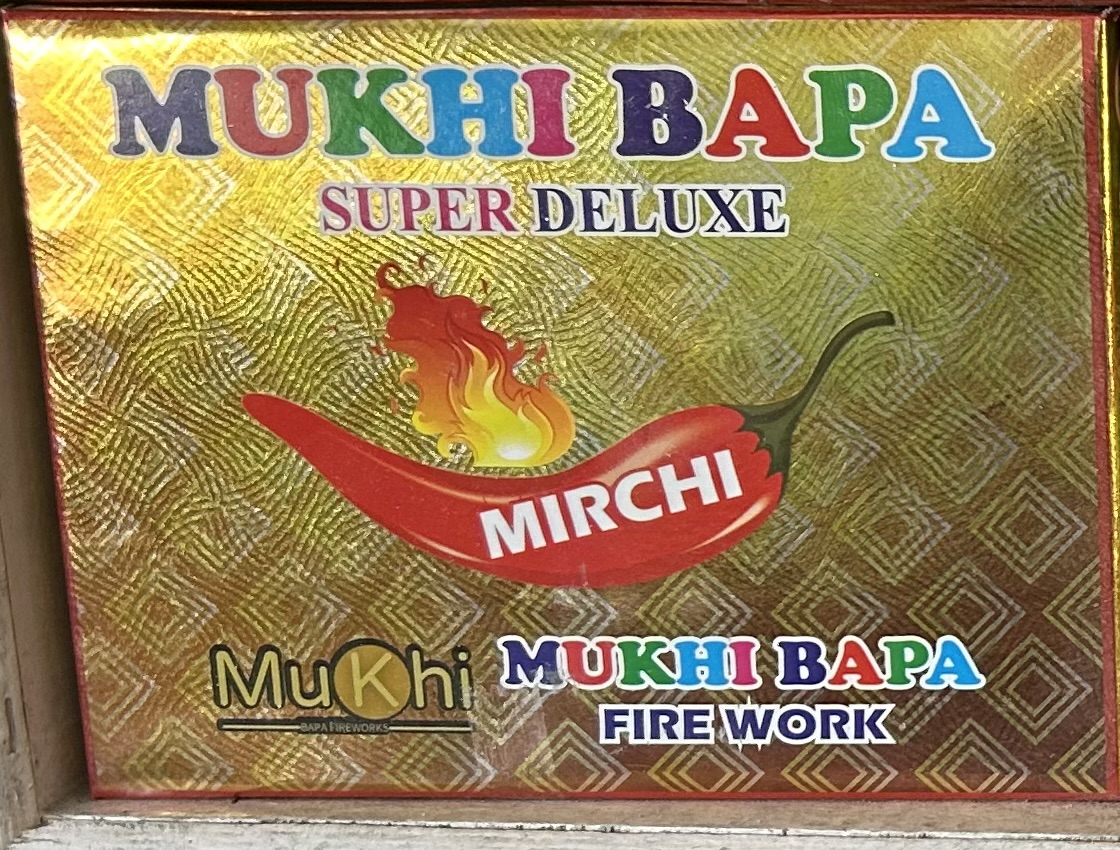 MUKHI BAPA
SUPER DELUXE
MIRCHI
MuKhi
BAPA FIREWORKS
MUKHI BAPA
FIRE WORK